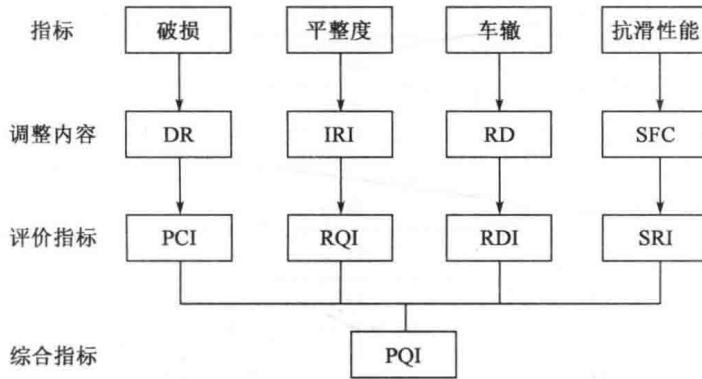 指标 破损 平整度 车辙 抗滑性能
调整内容 DR IRI RD SFC
评价指标 PCI RQI RDI SRI
综合指标 PQI